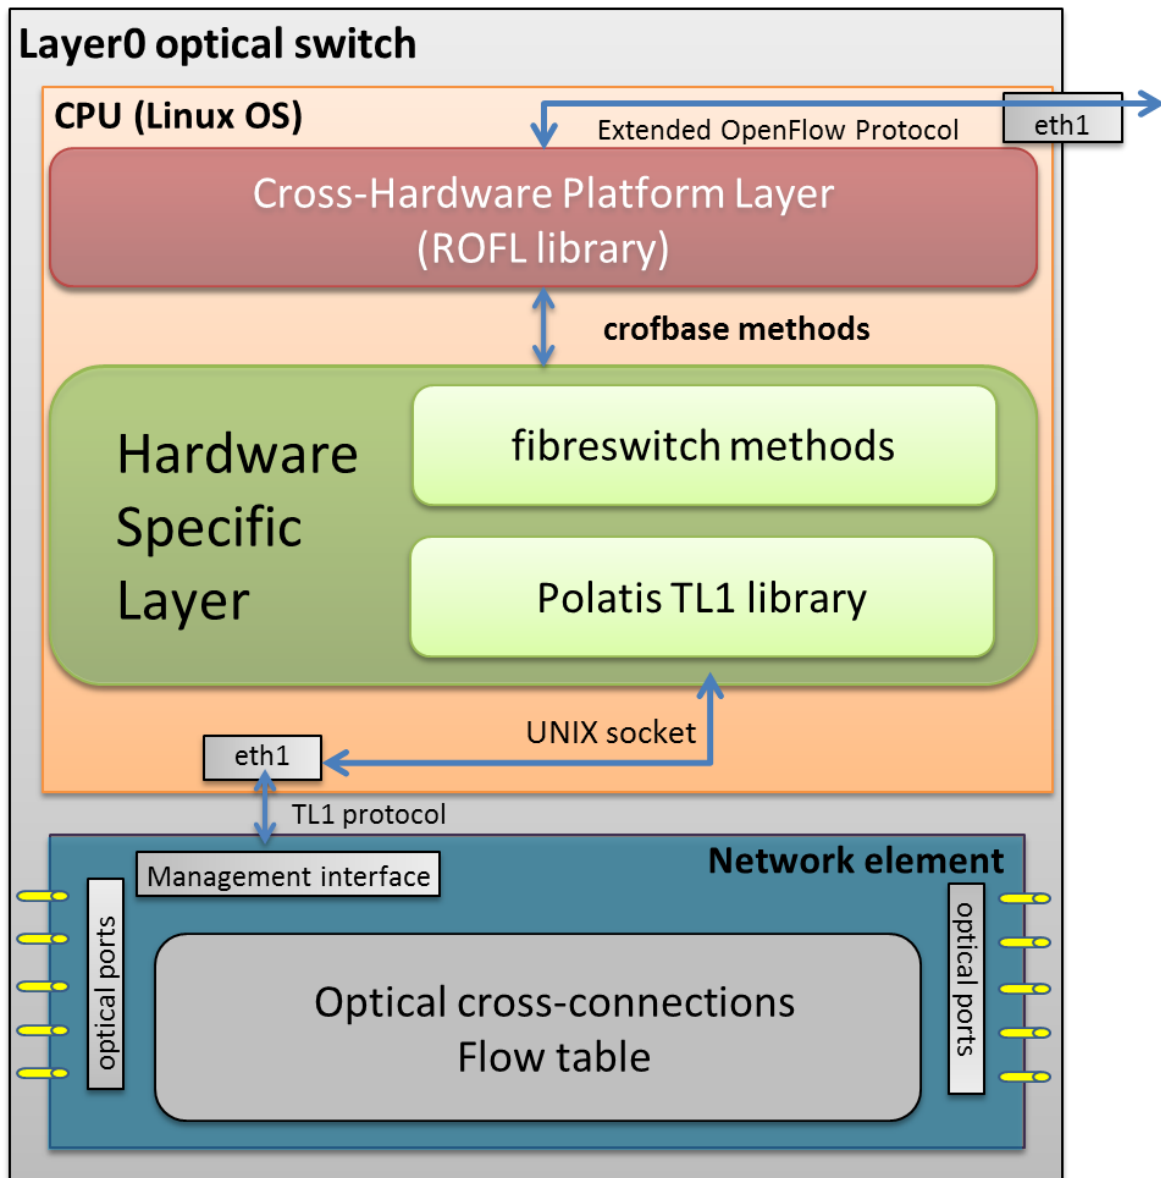 Layer0 optical switch
CPU (Linux OS)
Extended OpenFlow Protocol
eth1
Cross-Hardware Platform Layer
(ROFL library)
crofbase methods
Hardware
Specific
Layer
fibreswitch methods
Polatis TL1 library
UNIX socket
eth1
TL1 protocol
Management interface
Network element
optical ports
optical ports
Optical cross-connections
Flow table